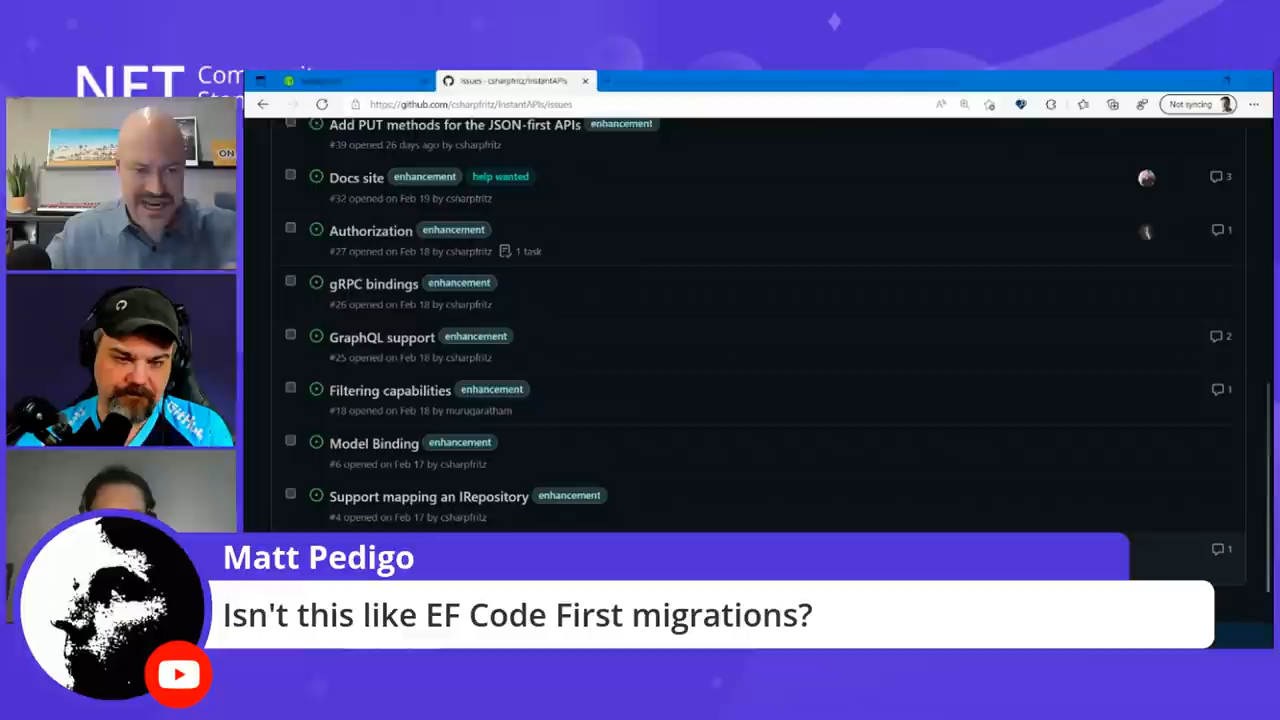 .NET Community
Sta
ON
Issues · csharpfritz/InstantAPIs
https://github.com/csharpfritz/InstantAPIs/issues
Not syncing
Add PUT methods for the JSON-first APIs enhancement
#39 opened 26 days ago by csharpfritz
Docs site enhancement help wanted
3
#32 opened on Feb 19 by csharpfritz
Authorization enhancement
1
#27 opened on Feb 18 by csharpfritz 1 task
gRPC bindings enhancement
#26 opened on Feb 18 by csharpfritz
GraphQL support enhancement
2
#25 opened on Feb 18 by csharpfritz
Filtering capabilities enhancement
1
#18 opened on Feb 18 by murugaratham
Model Binding enhancement
#6 opened on Feb 17 by csharpfritz
Support mapping an IRepository enhancement
#4 opened on Feb 17 by csharpfritz
1
Matt Pedigo
Isn't this like EF Code First migrations?